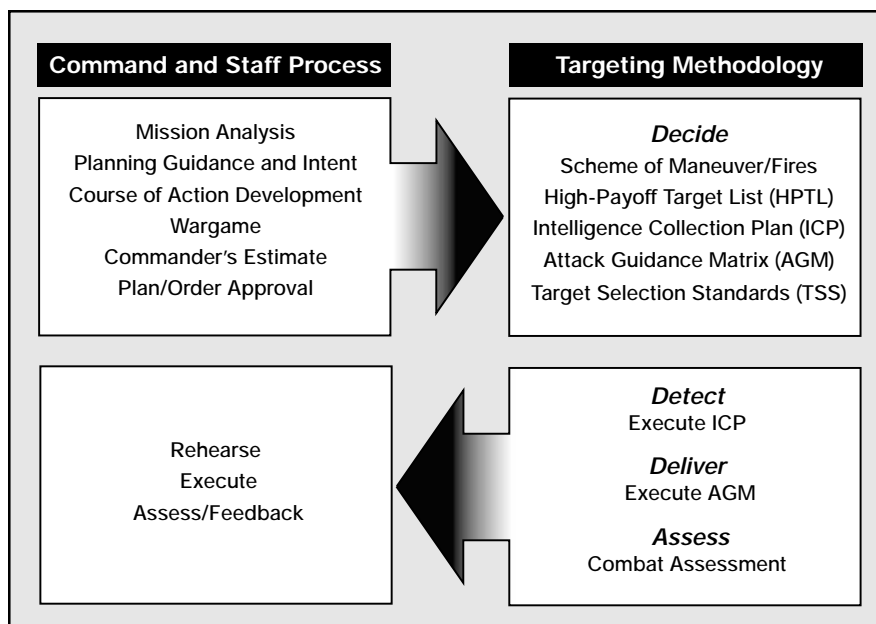 Command and Staff Process
Mission Analysis
Planning Guidance and Intent
Course of Action Development
Wargame
Commander's Estimate
Plan/Order Approval
Targeting Methodology
Decide
Scheme of Maneuver/Fires
High-Payoff Target List (HPTL)
Intelligence Collection Plan (ICP)
Attack Guidance Matrix (AGM)
Target Selection Standards (TSS)
Rehearse
Execute
Assess/Feedback
Detect
Execute ICP
Deliver
Execute AGM
Assess
Combat Assessment